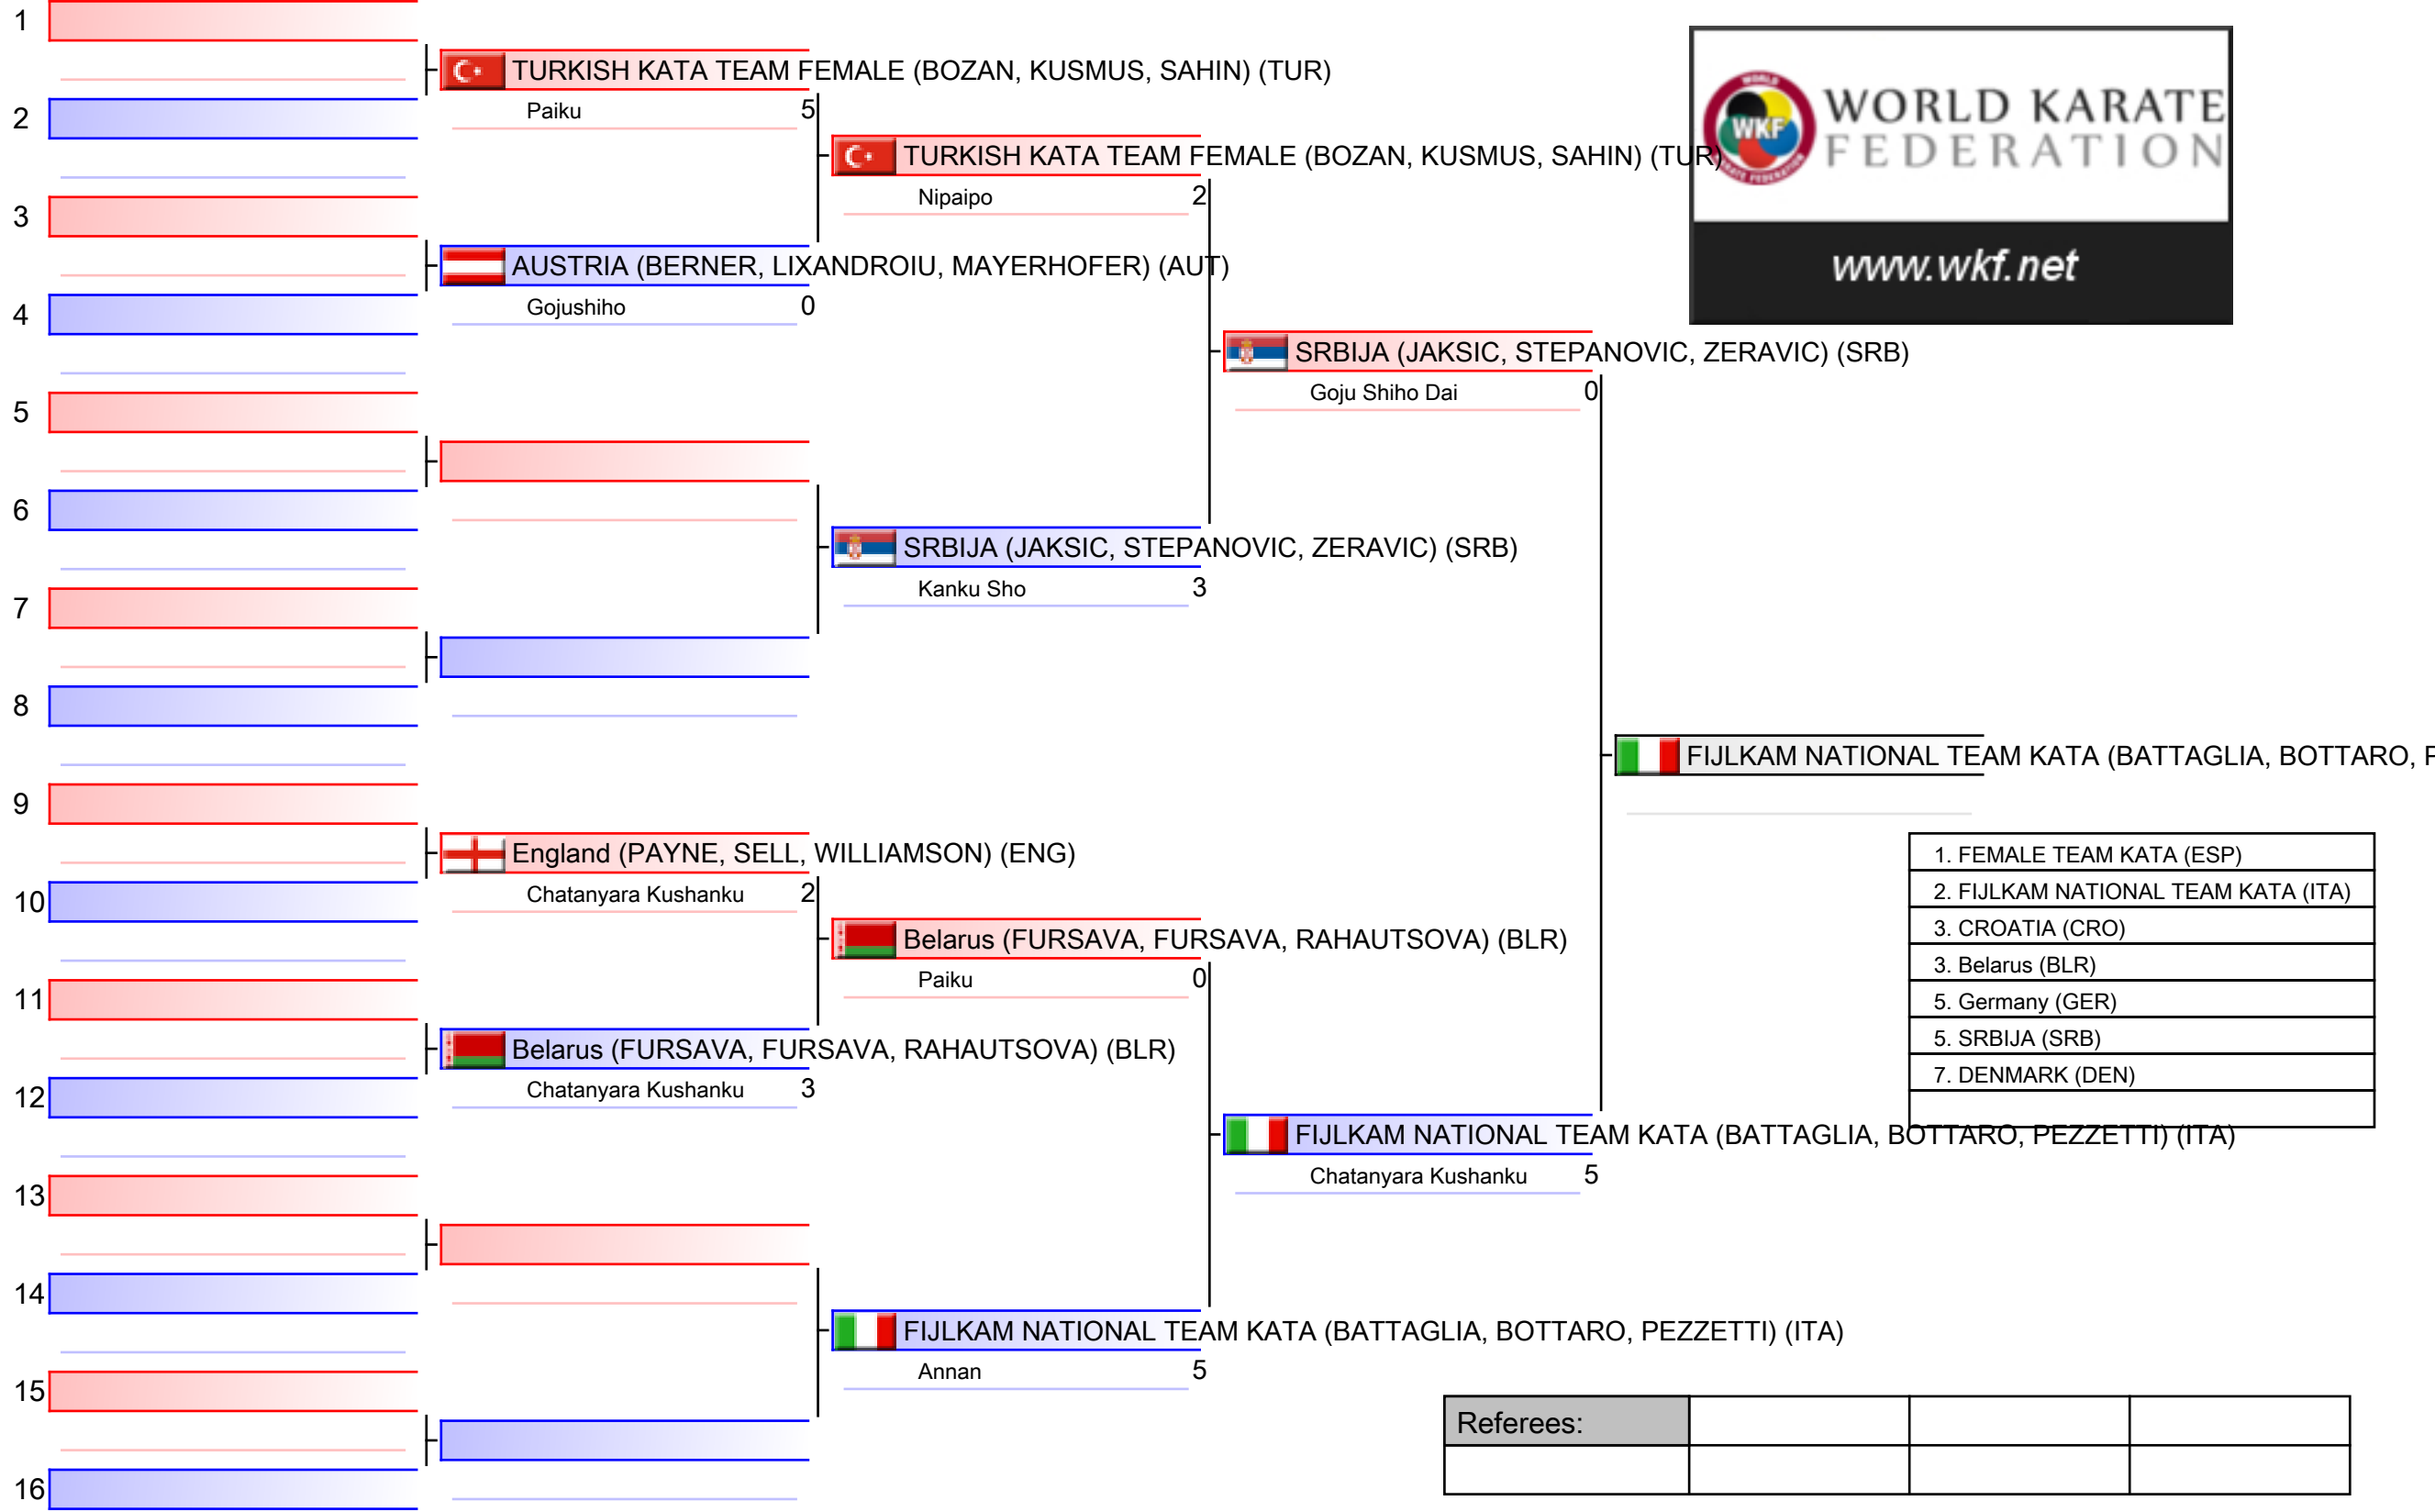 1
TURKISH KATA TEAM FEMALE (BOZAN, KUSMUS, SAHIN) (TUR)
Paiku 5
2
TURKISH KATA TEAM FEMALE (BOZAN, KUSMUS, SAHIN) (TUR)
Nipaipo 2
WKF
WORLD KARATE
FEDERATION
www.wkf.net
3
AUSTRIA (BERNER, LIXANDROIU, MAYERHOFER) (AUT)
Gojushiho 0
4
SRBIJA (JAKSIC, STEPANOVIC, ZERAVIC) (SRB)
Goju Shiho Dai 0
5
6
SRBIJA (JAKSIC, STEPANOVIC, ZERAVIC) (SRB)
Kanku Sho 3
7
8
FIJLKAM NATIONAL TEAM KATA (BATTAGLIA, BOTTARO,
9
England (PAYNE, SELL, WILLIAMSON) (ENG)
Chatanyara Kushanku 2
10
Belarus (FURSAVA, FURSAVA, RAHAUTSOVA) (BLR)
Paiku 0
11
Belarus (FURSAVA, FURSAVA, RAHAUTSOVA) (BLR)
Chatanyara Kushanku 3
12
1. FEMALE TEAM KATA (ESP)
2. FIJLKAM NATIONAL TEAM KATA (ITA)
3. CROATIA (CRO)
3. Belarus (BLR)
5. Germany (GER)
5. SRBIJA (SRB)
7. DENMARK (DEN)
FIJLKAM NATIONAL TEAM KATA (BATTAGLIA, BOTTARO, PEZZETTI) (ITA)
Chatanyara Kushanku 5
13
14
FIJLKAM NATIONAL TEAM KATA (BATTAGLIA, BOTTARO, PEZZETTI) (ITA)
Annan 5
15
Referees:
16